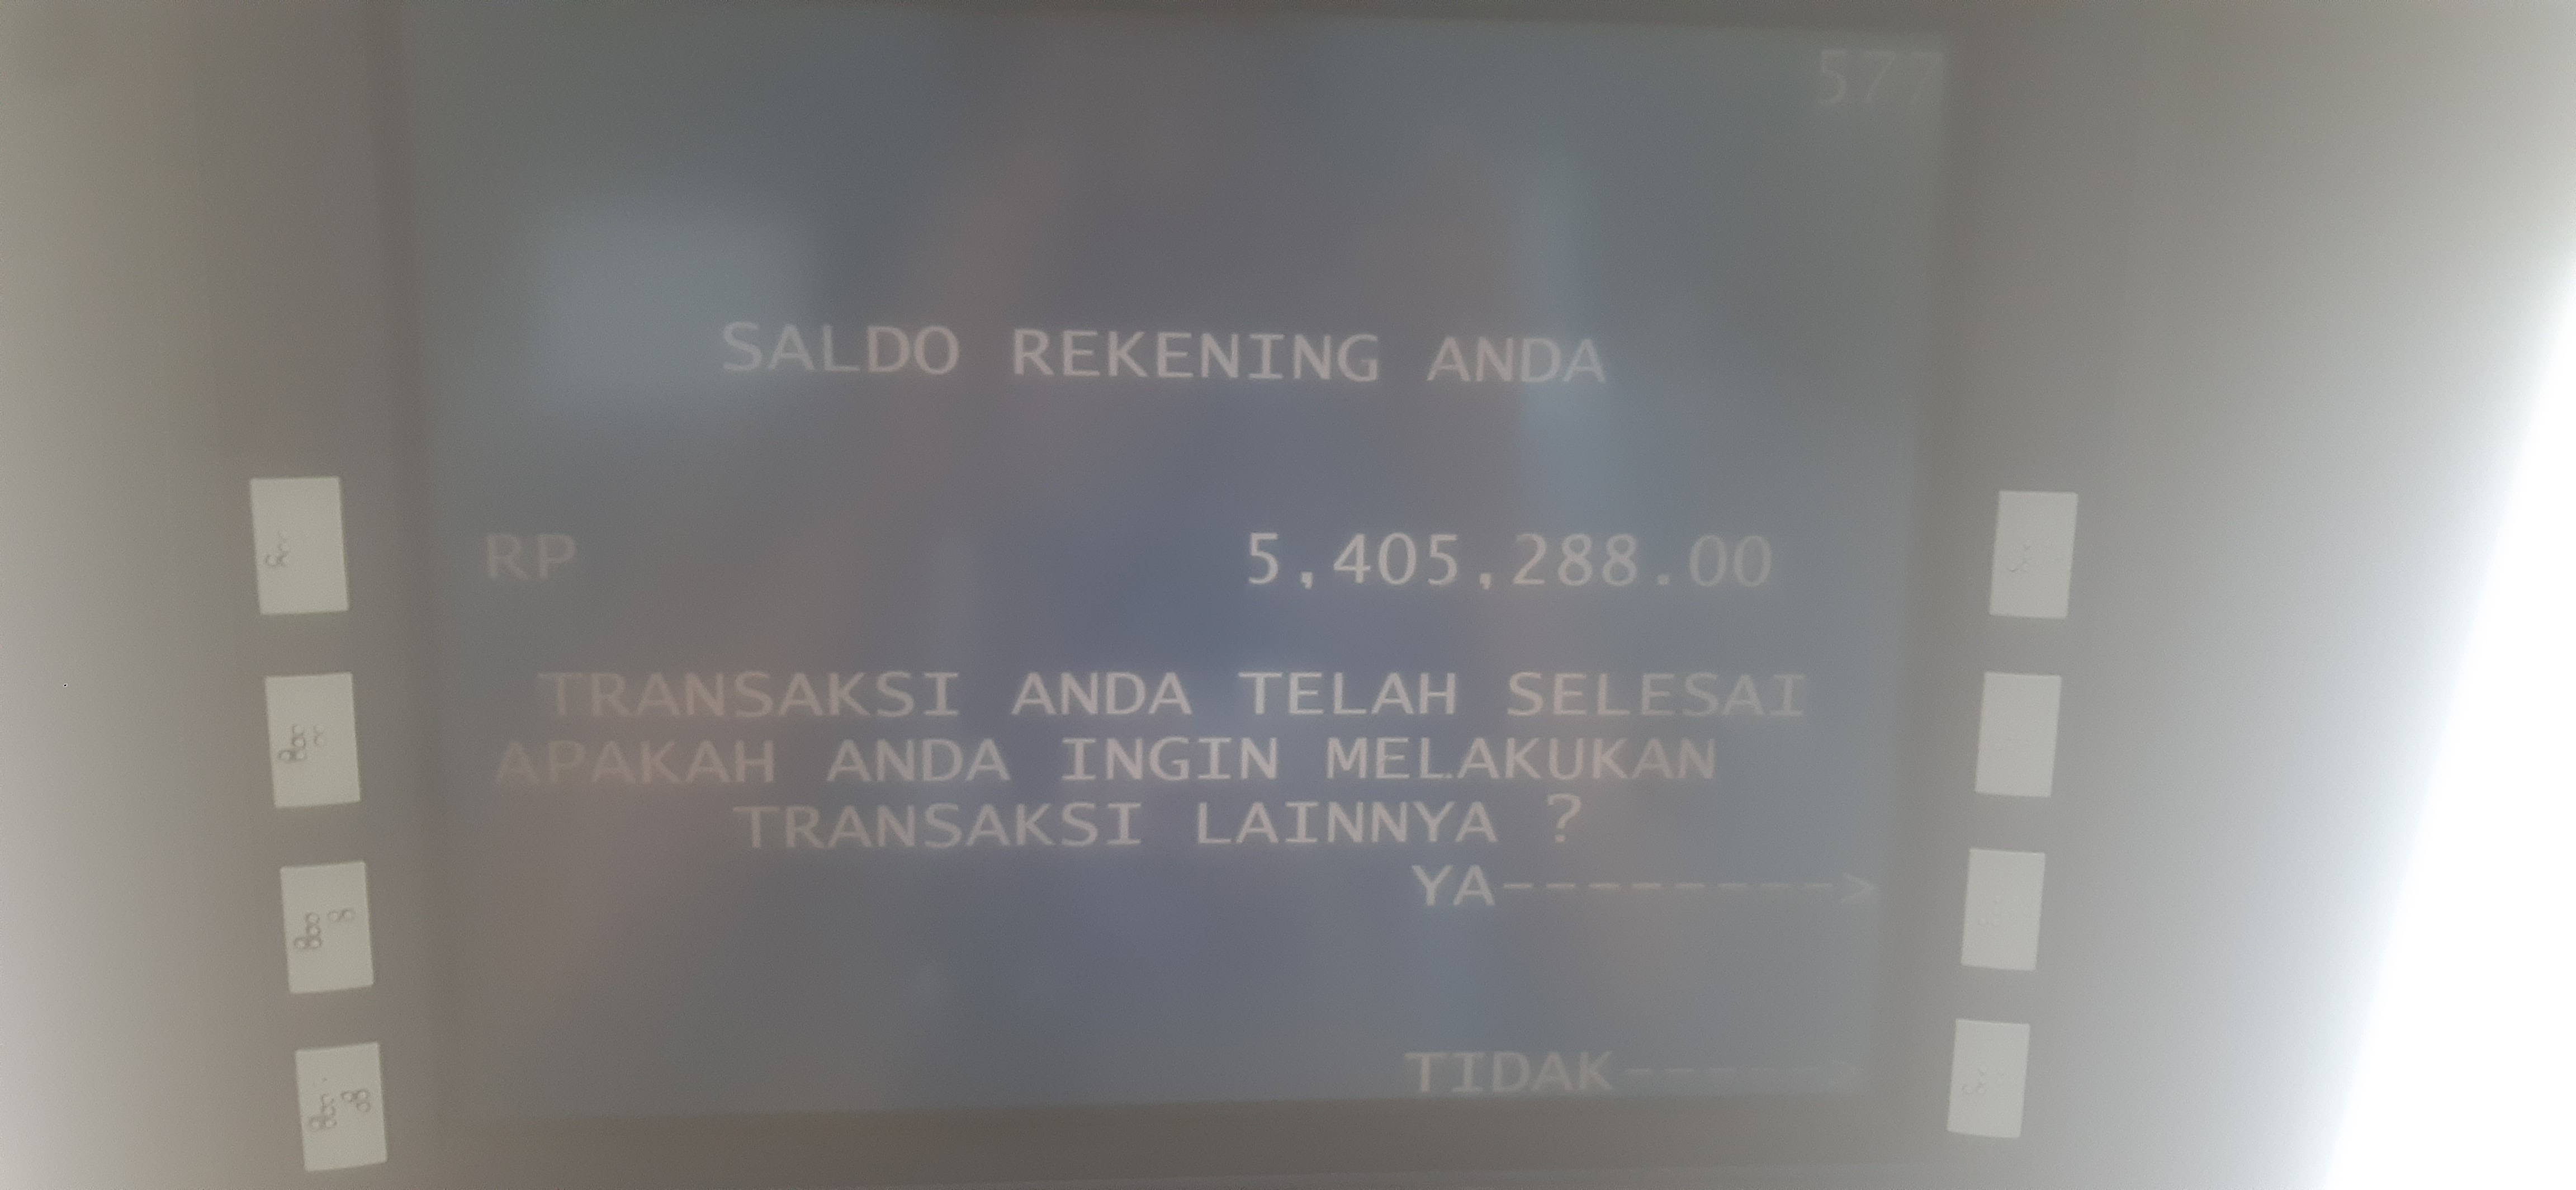 577
SALDO REKENING ANDA
RP 5,405,288.00
TRANSAKSI ANDA TELAH SELESAI
APAKAH ANDA INGIN MELAKUKAN
TRANSAKSI LAINNYA ?
YA-------->
TIDAK------>